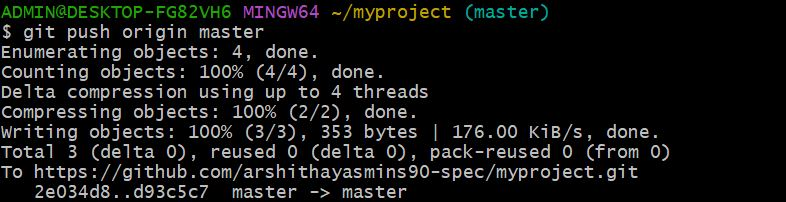 ADMIN@DESKTOP-FG82VH6 MINGW64 ~/myproject (master)
$ git push origin master
Enumerating objects: 4, done.
Counting objects: 100% (4/4), done.
Delta compression using up to 4 threads
Compressing objects: 100% (2/2), done.
Writing objects: 100% (3/3), 353 bytes | 176.00 KiB/s, done.
Total 3 (delta 0), reused 0 (delta 0), pack-reused 0 (from 0)
To https://github.com/arshithayasmins90-spec/myproject.git
   2e034d8..d93c5c7  master -> master